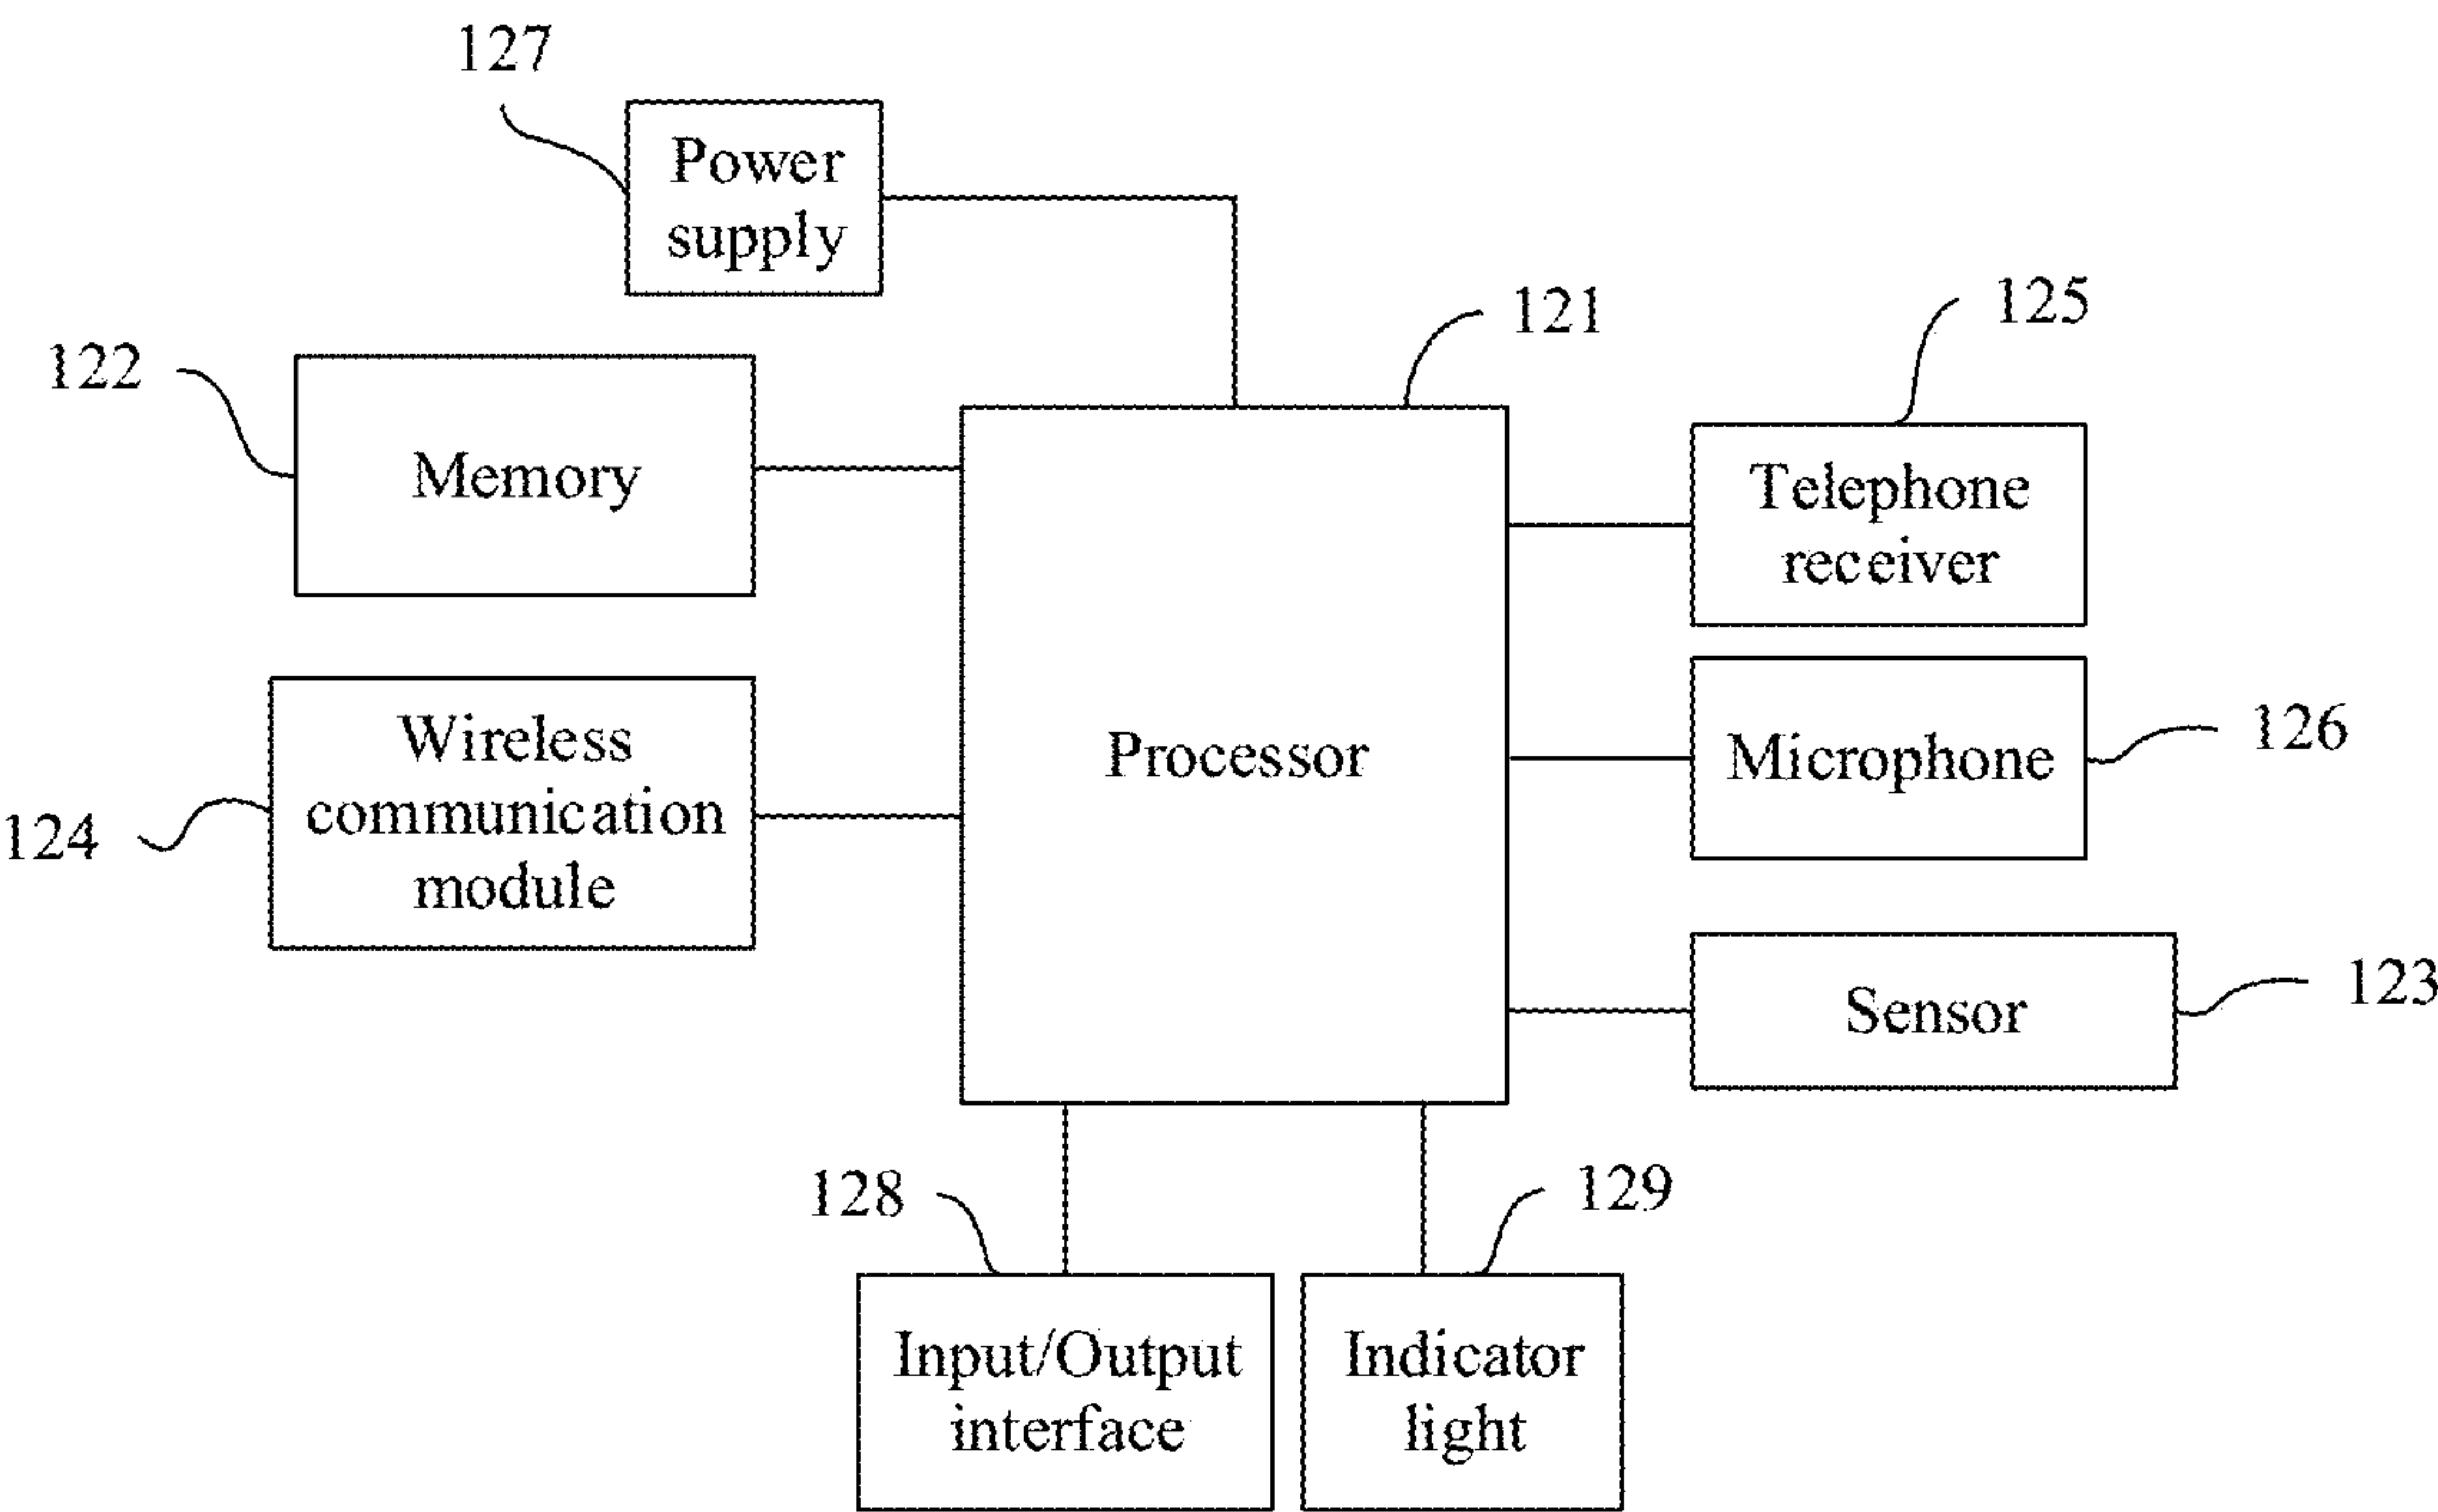 127
Power
supply
121
125
122
Memory
Telephone
receiver
Wireless
communication
module
124
Processor
Microphone
126
Sensor
123
128
129
Input/Output
interface
Indicator
light